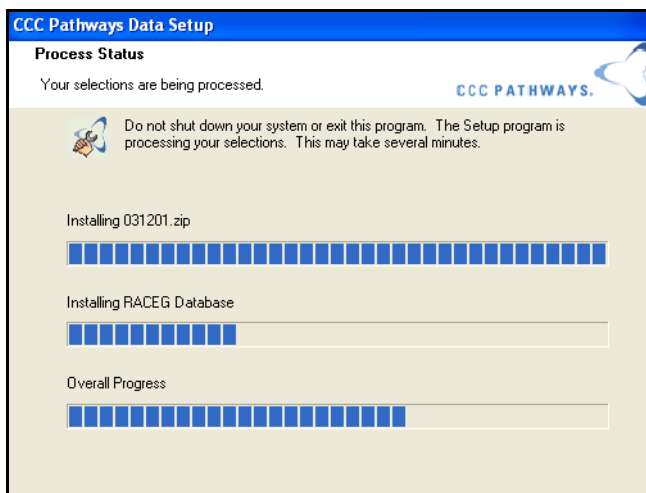 CCC Pathways Data Setup
Process Status
Your selections are being processed.
CCC PATHWAYS.
Do not shut down your system or exit this program. The Setup program is
processing your selections. This may take several minutes.
Installing 031201.zip
Installing RACEG Database
Overall Progress